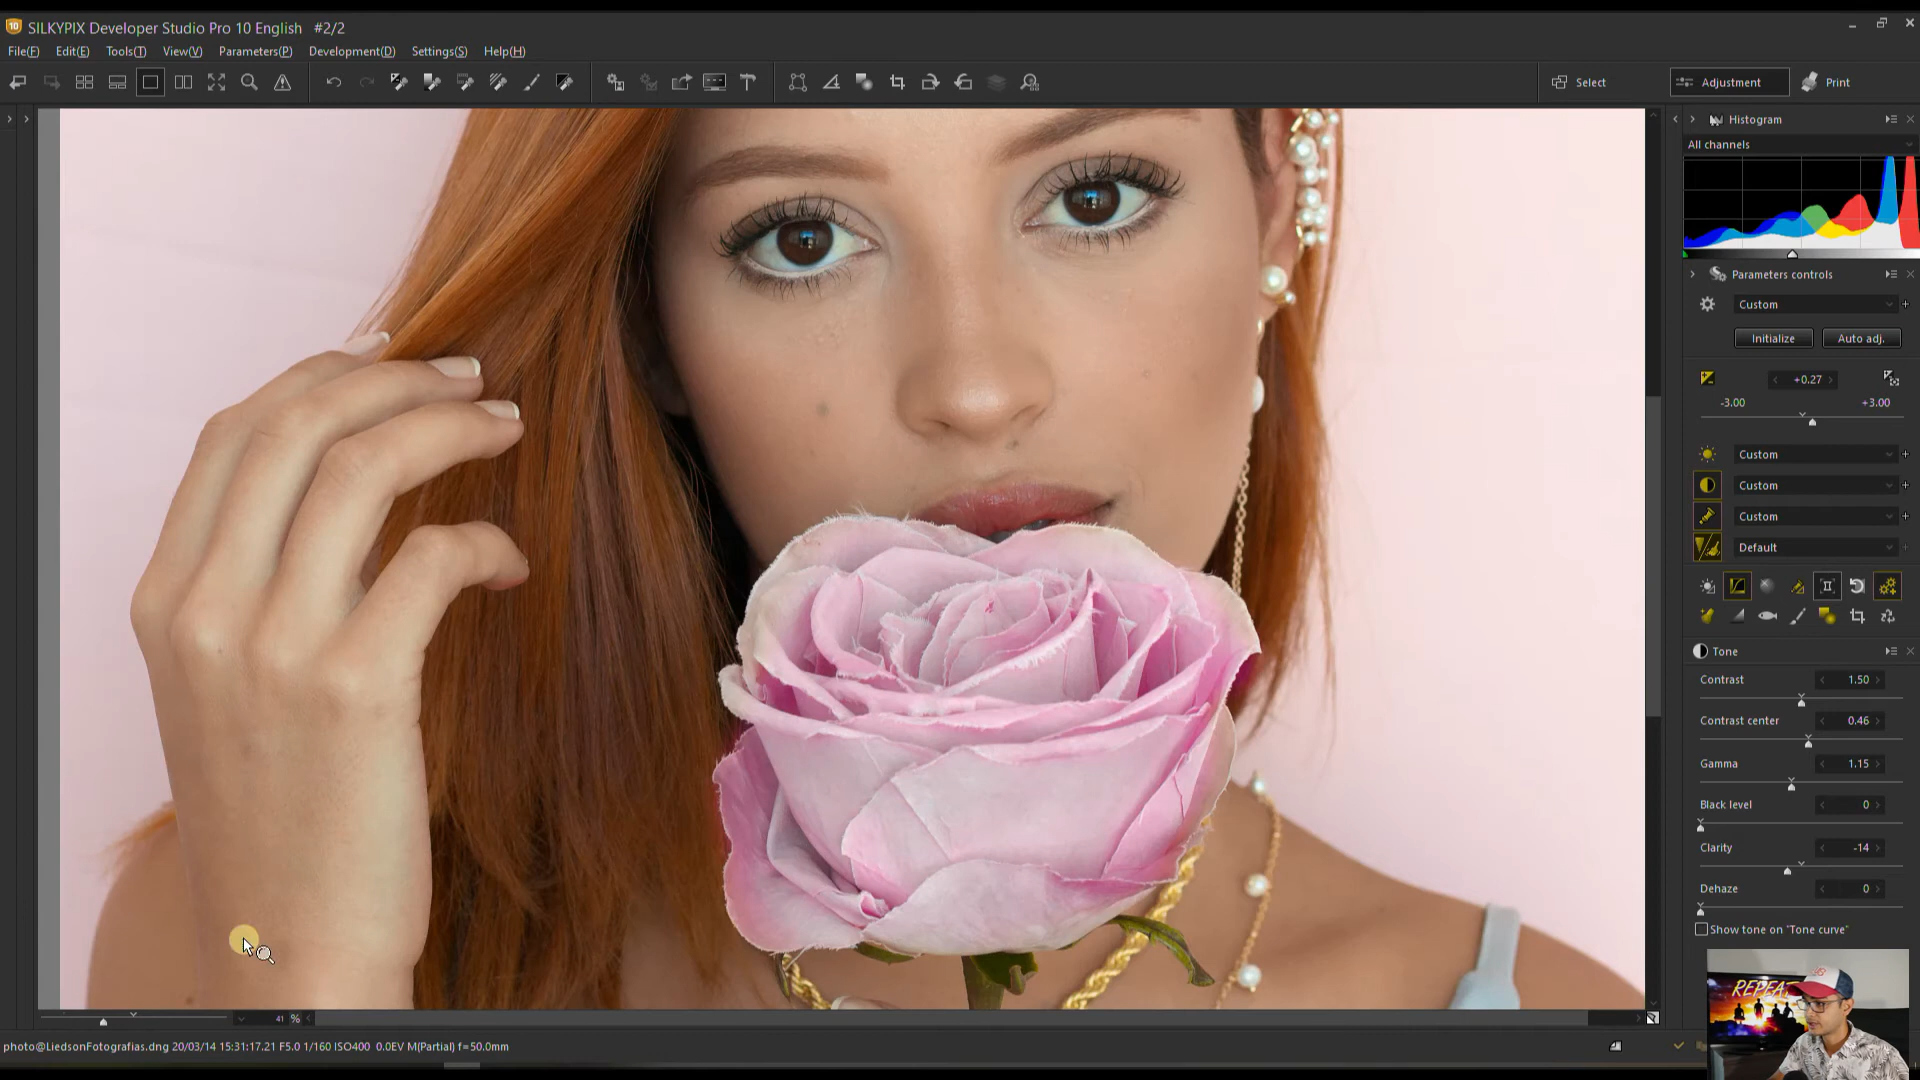 SILKYPIX Developer Studio Pro 10 English #2/2
File(F) Edit(E) Tools(T) View(V) Parameters(P) Development(D) Settings(S) Help(H)
Select Adjustment Print
Histogram
All channels
Parameters controls
Custom
Initialize Auto adj.
+0.27
-3.00 +3.00
Custom
Custom
Custom
Default
Tone
Contrast 1.50
Contrast center 0.46
Gamma 1.15
Black level 0
Clarity -14
Dehaze 0
Show tone on "Tone curve"
REPEAT
41 %
photo@LiedsonFotografias.dng 20/03/14 15:31:17.21 F5.0 1/160 ISO400 0.0EV M(Partial) f=50.0mm